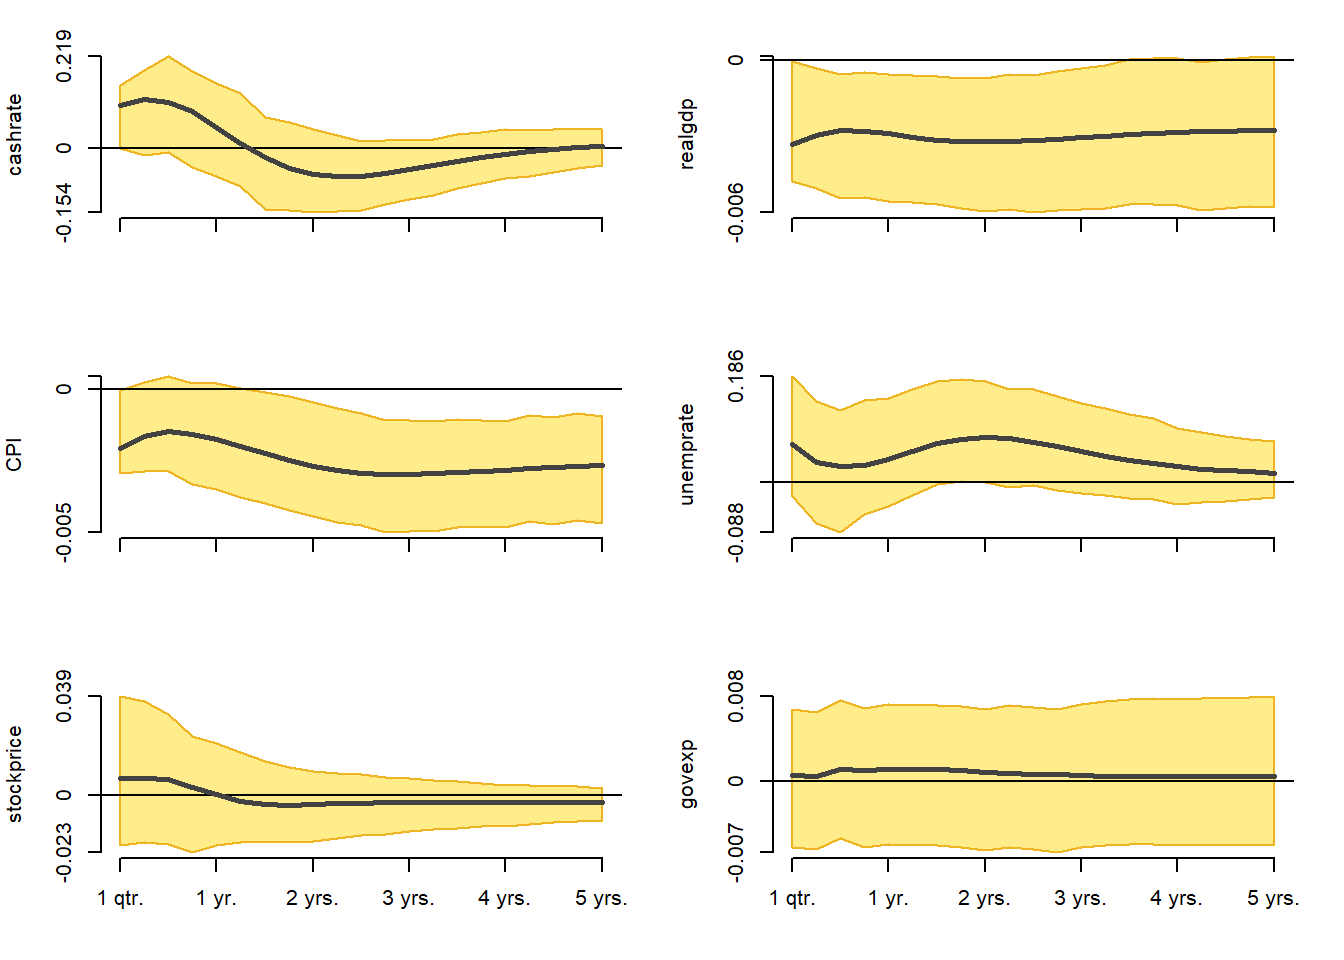 cashrate
0.219
0
-0.154
realgdp
0
-0.006
CPI
0
-0.005
unemprate
0.186
-0.088
stockprice
0.039
0
-0.023
1 qtr.
1 yr.
2 yrs.
3 yrs.
4 yrs.
5 yrs.
govexp
0.008
0
-0.007
1 qtr.
1 yr.
2 yrs.
3 yrs.
4 yrs.
5 yrs.